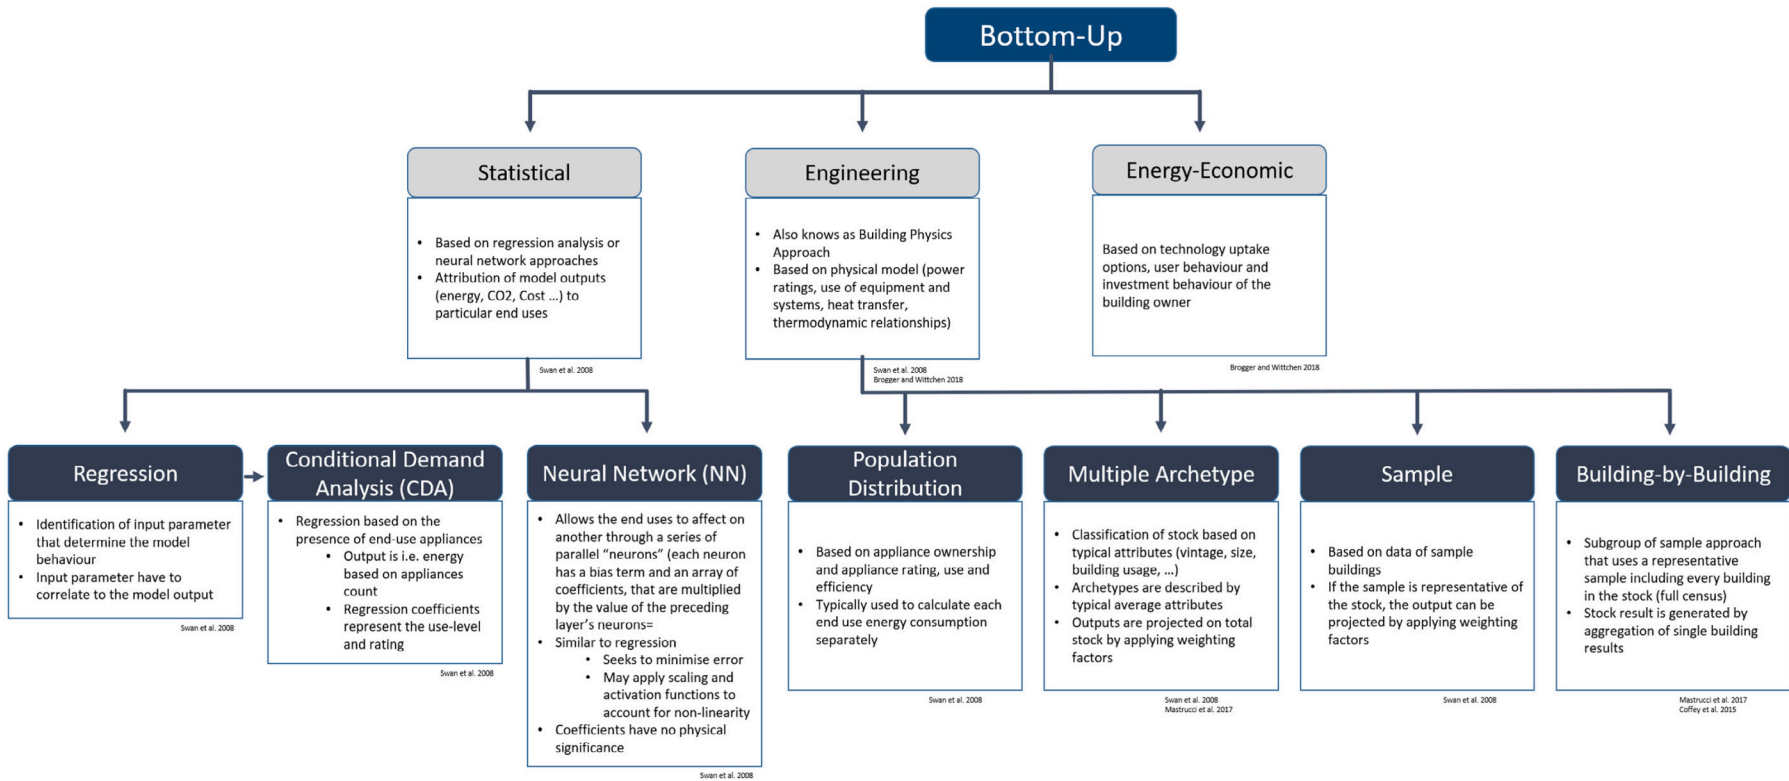 Bottom-Up
Statistical
• Based on regression analysis or
neural network approaches
• Attribution of model outputs
(energy, CO2, Cost ...) to
particular end uses
Swan et al. 2008
Engineering
• Also knows as Building Physics
Approach
• Based on physical model (power
ratings, use of equipment and
systems, heat transfer,
thermodynamic relationships)
Swan et al. 2008
Brogger and Wittchen 2018
Energy-Economic
Based on technology uptake
options, user behaviour and
investment behaviour of the
building owner
Brogger and Wittchen 2018
Regression
• Identification of input parameter
that determine the model
behaviour
• Input parameter have to
correlate to the model output
Swan et al. 2008
Conditional Demand
Analysis (CDA)
• Regression based on the
presence of end-use appliances
• Output is i.e. energy
based on appliances
count
• Regression coefficients
represent the use-level
and rating
Swan et al. 2008
Neural Network (NN)
• Allows the end uses to affect on
another through a series of
parallel “neurons” (each neuron
has a bias term and an array of
coefficients, that are multiplied
by the value of the preceding
layer’s neurons=
• Similar to regression
• Seeks to minimise error
• May apply scaling and
activation functions to
account for non-linearity
• Coefficients have no physical
significance
Swan et al. 2008
Population
Distribution
• Based on appliance ownership
and appliance rating, use and
efficiency
• Typically used to calculate each
end use energy consumption
separately
Swan et al. 2008
Multiple Archetype
• Classification of stock based on
typical attributes (vintage, size,
building usage, ...)
• Archetypes are described by
typical average attributes
• Outputs are projected on total
stock by applying weighting
factors
Swan et al. 2008
Mastrucci et al. 2017
Sample
• Based on data of sample
buildings
• If the sample is representative of
the stock, the output can be
projected by applying weighting
factors
Swan et al. 2008
Building-by-Building
• Subgroup of sample approach
that uses a representative
sample including every building
in the stock (full census)
• Stock result is generated by
aggregation of single building
results
Mastrucci et al. 2017
Coffey et al. 2015